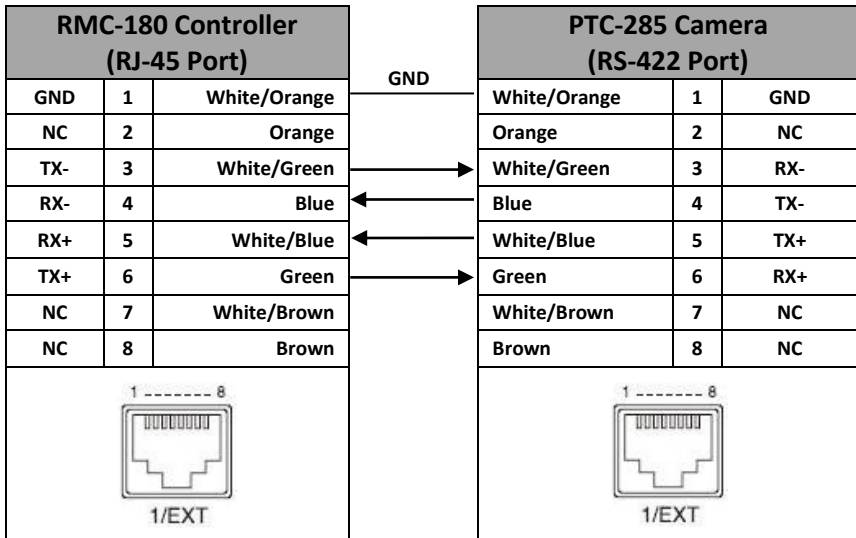 RMC-180 Controller
(RJ-45 Port)
GND
PTC-285 Camera
(RS-422 Port)
GND 1 White/Orange White/Orange 1 GND
NC 2 Orange Orange 2 NC
TX- 3 White/Green White/Green 3 RX-
RX- 4 Blue Blue 4 TX-
RX+ 5 White/Blue White/Blue 5 TX+
TX+ 6 Green Green 6 RX+
NC 7 White/Brown White/Brown 7 NC
NC 8 Brown Brown 8 NC
1 -------- 8 1 -------- 8
1/EXT 1/EXT